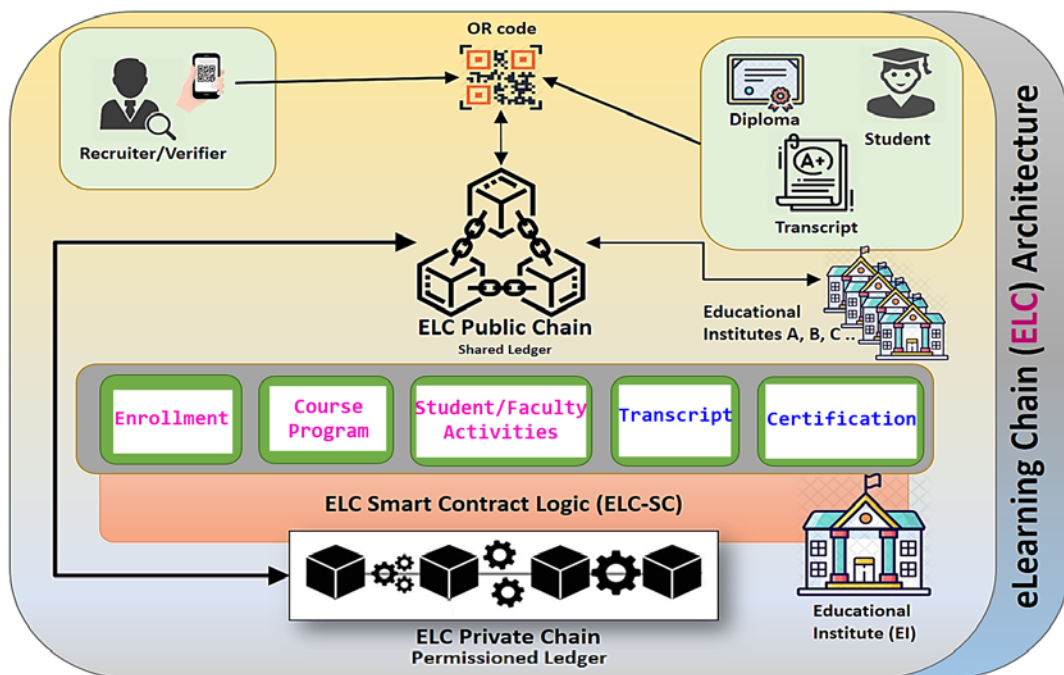 OR code
Recruiter/Verifier
Diploma
Student
A+
Transcript
ELC Public Chain
Shared Ledger
Educational
Institutes A, B, C ..
Enrollment
Course
Program
Student/Faculty
Activities
Transcript
Certification
ELC Smart Contract Logic (ELC-SC)
ELC Private Chain
Permissioned Ledger
Educational
Institute (EI)
eLearning Chain (ELC) Architecture